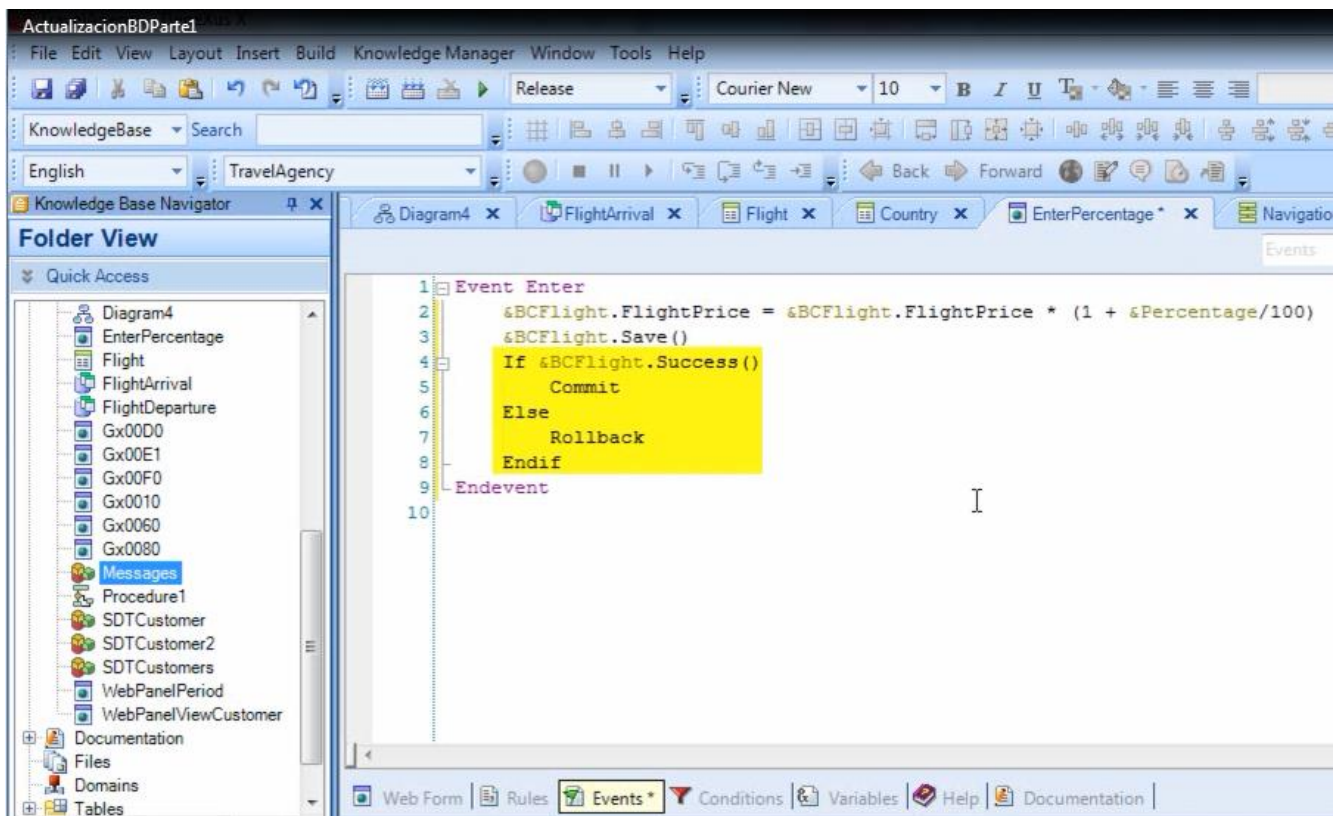 ActualizacionBDParte1
File Edit View Layout Insert Build Knowledge Manager Window Tools Help
Release Courier New 10 B I U
KnowledgeBase Search
English TravelAgency Back Forward
Knowledge Base Navigator
Diagram4 FlightArrival Flight Country EnterPercentage * Navigatio
Folder View
Events
Quick Access
Diagram4
EnterPercentage
Flight
FlightArrival
FlightDeparture
Gx00D0
Gx00E1
Gx00F0
Gx0010
Gx0060
Gx0080
Messages
Procedure1
SDTCustomer
SDTCustomer2
SDTCustomers
WebPanelPeriod
WebPanelViewCustomer
Documentation
Files
Domains
Tables
1 Event Enter
2 &BCFlight.FlightPrice = &BCFlight.FlightPrice * (1 + &Percentage/100)
3 &BCFlight.Save()
4 If &BCFlight.Success()
5 Commit
6 Else
7 Rollback
8 Endif
9 Endevent
10
Web Form Rules Events * Conditions Variables Help Documentation